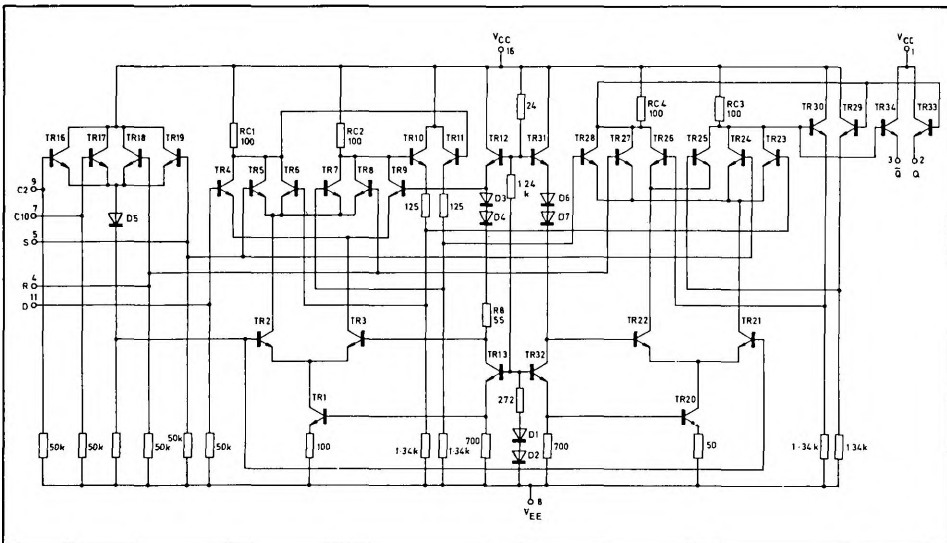 VCC
16
VCC
1
RC1
100
RC2
100
24
RC4
100
RC3
100
TR16
TR17
TR18
TR19
TR4
TR5
TR6
TR7
TR8
TR9
TR10
TR11
TR12
TR31
TR28
TR27
TR26
TR25
TR24
TR23
TR30
TR29
TR34
TR33
3
Q̅
2
Q
9
C2
7
C10
5
S
4
R
11
D
D5
125
125
D3
D4
1.24
k
D6
D7
R8
55
TR2
TR3
TR13
TR32
TR22
TR21
TR1
272
TR20
50k
50k
50k
50k
50k
100
1.34k
1.34k
700
D1
D2
700
50
1.34k
1.34k
8
VEE